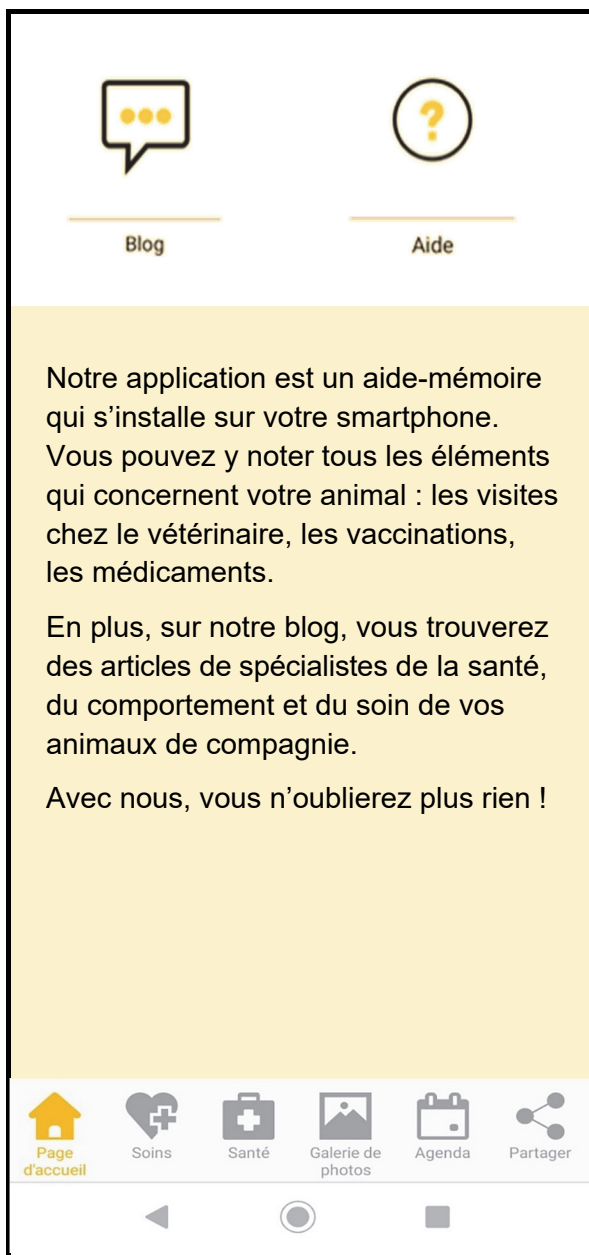 Blog
Aide
Notre application est un aide-mémoire
qui s’installe sur votre smartphone.
Vous pouvez y noter tous les éléments
qui concernent votre animal : les visites
chez le vétérinaire, les vaccinations,
les médicaments.
En plus, sur notre blog, vous trouverez
des articles de spécialistes de la santé,
du comportement et du soin de vos
animaux de compagnie.
Avec nous, vous n’oublierez plus rien !
Page
d'accueil
Soins
Santé
Galerie de
photos
Agenda
Partager